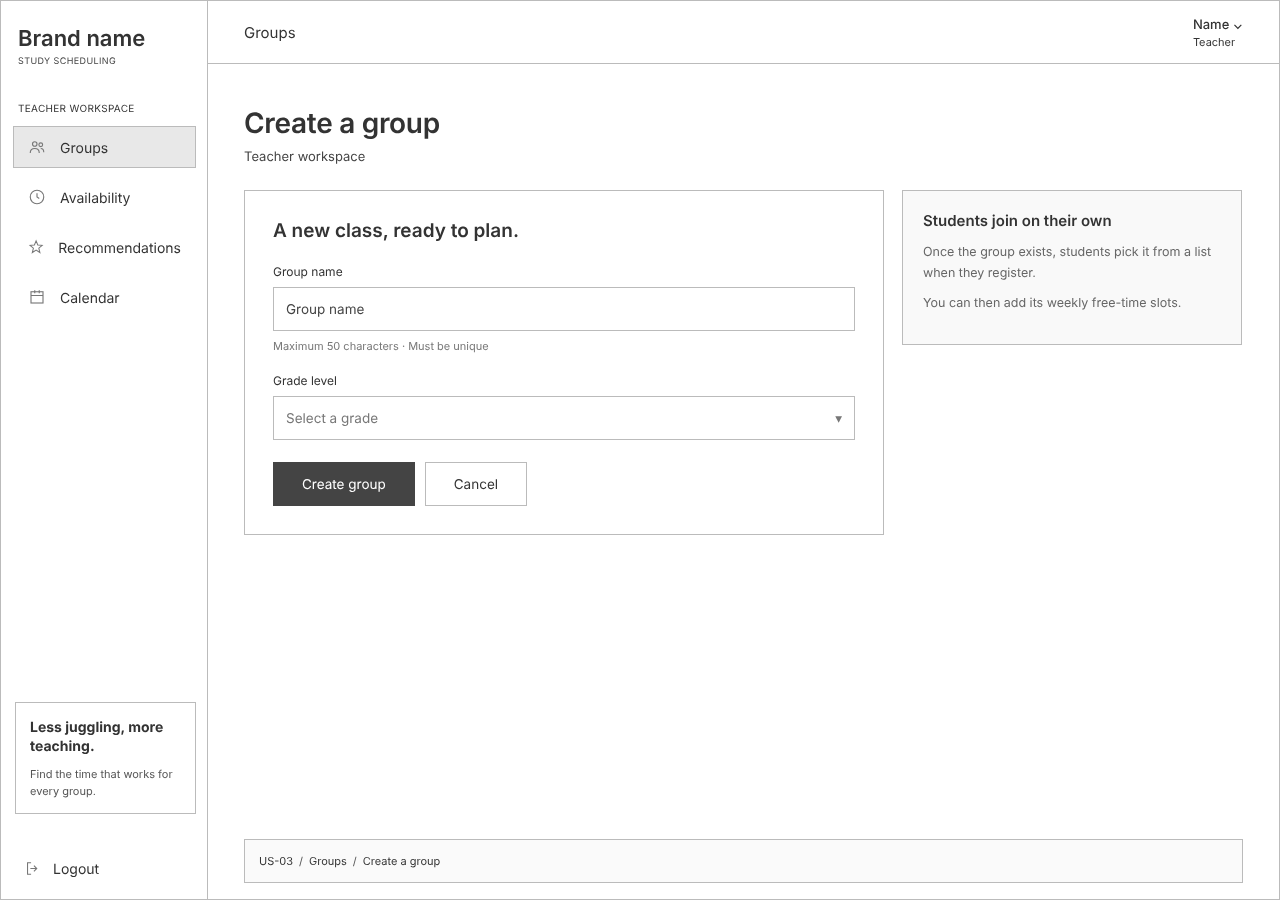 Brand name
STUDY SCHEDULING
TEACHER WORKSPACE
Groups
Availability
Recommendations
Calendar
Less juggling, more
teaching.
Find the time that works for
every group.
Logout
Groups
Name
Teacher
Create a group
Teacher workspace
A new class, ready to plan.
Group name
Group name
Maximum 50 characters · Must be unique
Grade level
Select a grade
Create group
Cancel
Students join on their own
Once the group exists, students pick it from a list
when they register.
You can then add its weekly free-time slots.
US-03 / Groups / Create a group